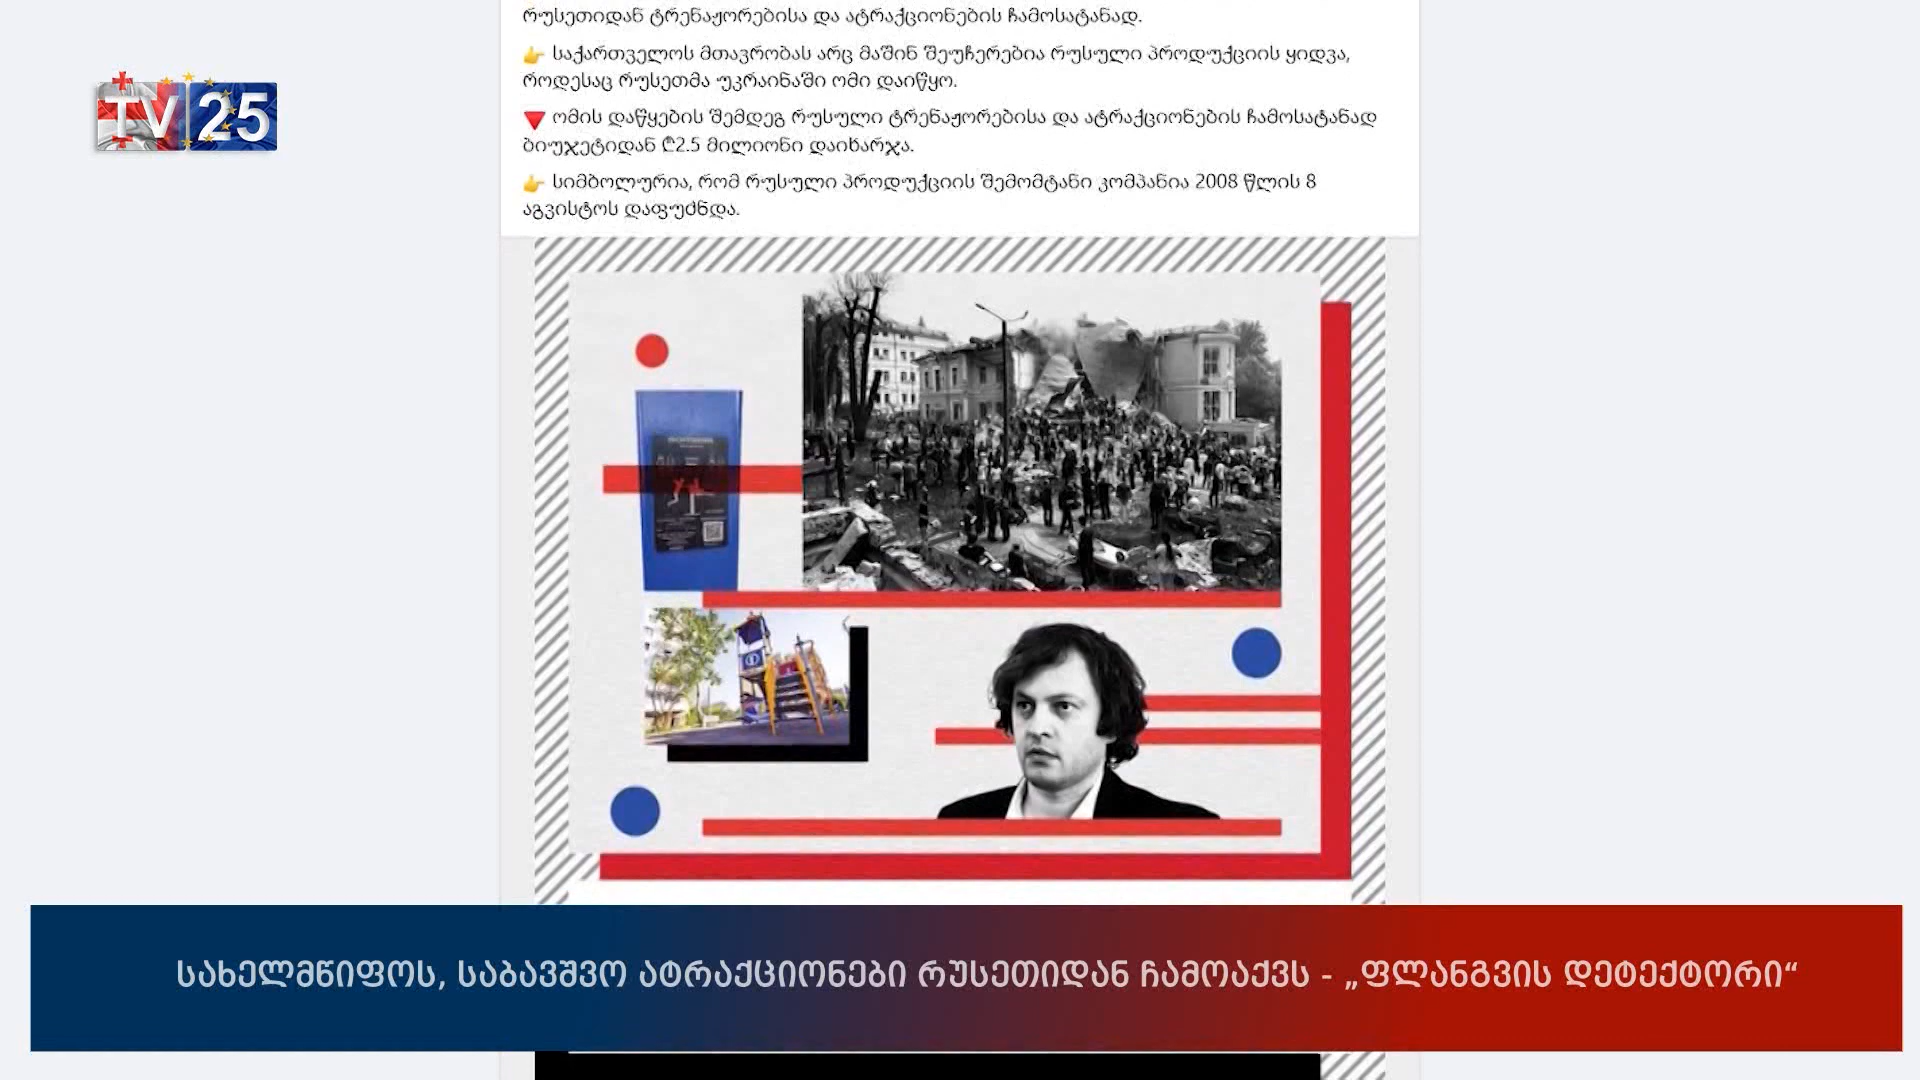 რუსეთიდან ტრენაჟორებისა და ატრაქციონების ჩამოსატანად.
👉 საქართველოს მთავრობას არც მაშინ შეუჩერებია რუსული პროდუქციის ყიდვა,
როდესაც რუსეთმა უკრაინაში ომი დაიწყო.
🔻 ომის დაწყების შემდეგ რუსული ტრენაჟორებისა და ატრაქციონების ჩამოსატანად
ბიუჯეტიდან ₾2.5 მილიონი დაიხარჯა.
👉 სიმბოლურია, რომ რუსული პროდუქციის შემომტანი კომპანია 2008 წლის 8
აგვისტოს დაფუძნდა.
TV 25
სახელმწიფოს, საბავშვო ატრაქციონები რუსეთიდან ჩამოაქვს - „ფლანგვის დეტექტორი“